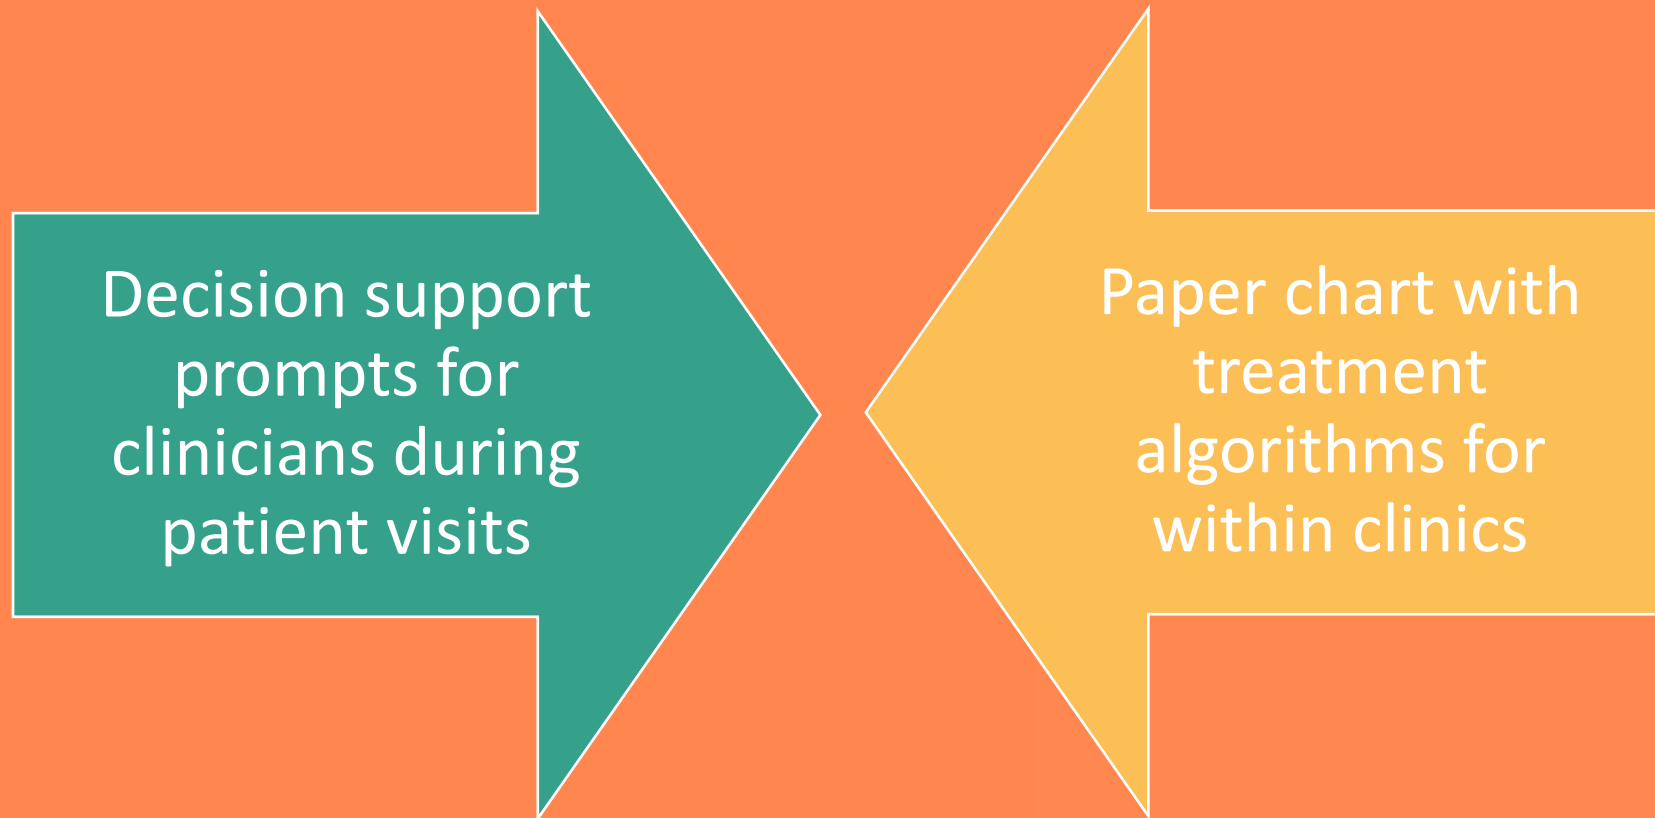 Decision support
prompts for
clinicians during
patient visits
Paper chart with
treatment
algorithms for
within clinics